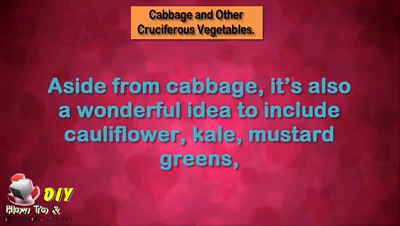 Cabbage and Other
Cruciferous Vegetables.
Aside from cabbage, it's also
a wonderful idea to include
cauliflower, kale, mustard
greens,
DIY